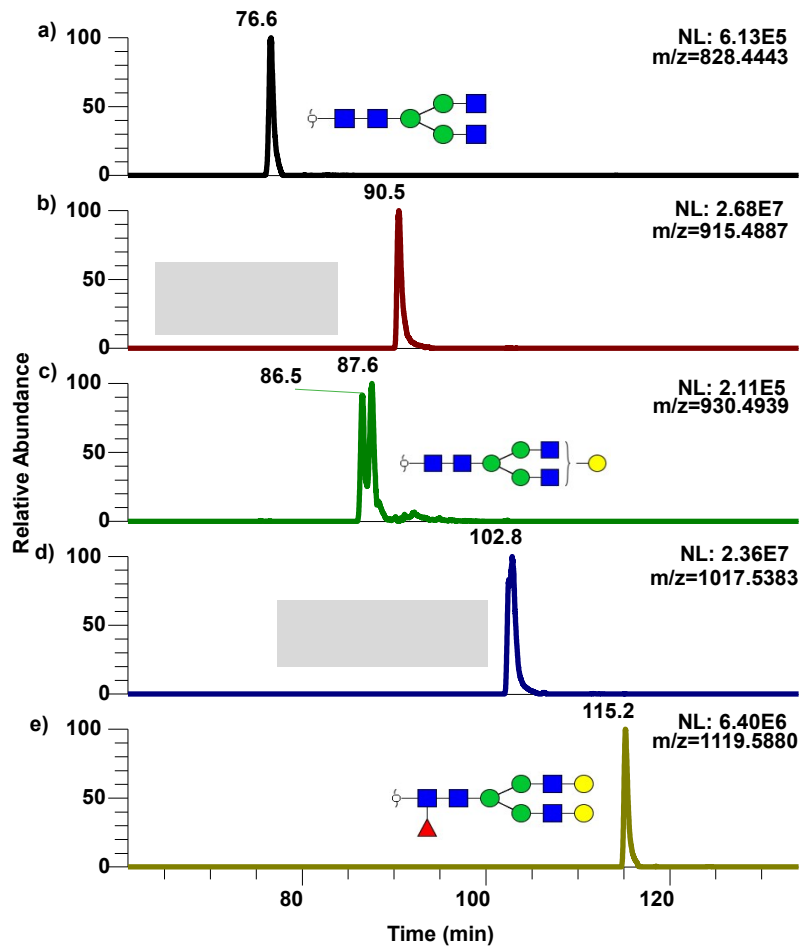 76.6
a)
100
50
0
NL: 6.13E5
m/z=828.4443
90.5
b)
100
50
0
NL: 2.68E7
m/z=915.4887
86.5
87.6
c)
100
50
0
NL: 2.11E5
m/z=930.4939
102.8
d)
100
50
0
NL: 2.36E7
m/z=1017.5383
115.2
e)
100
50
0
NL: 6.40E6
m/z=1119.5880
Relative Abundance
80
100
120
Time (min)